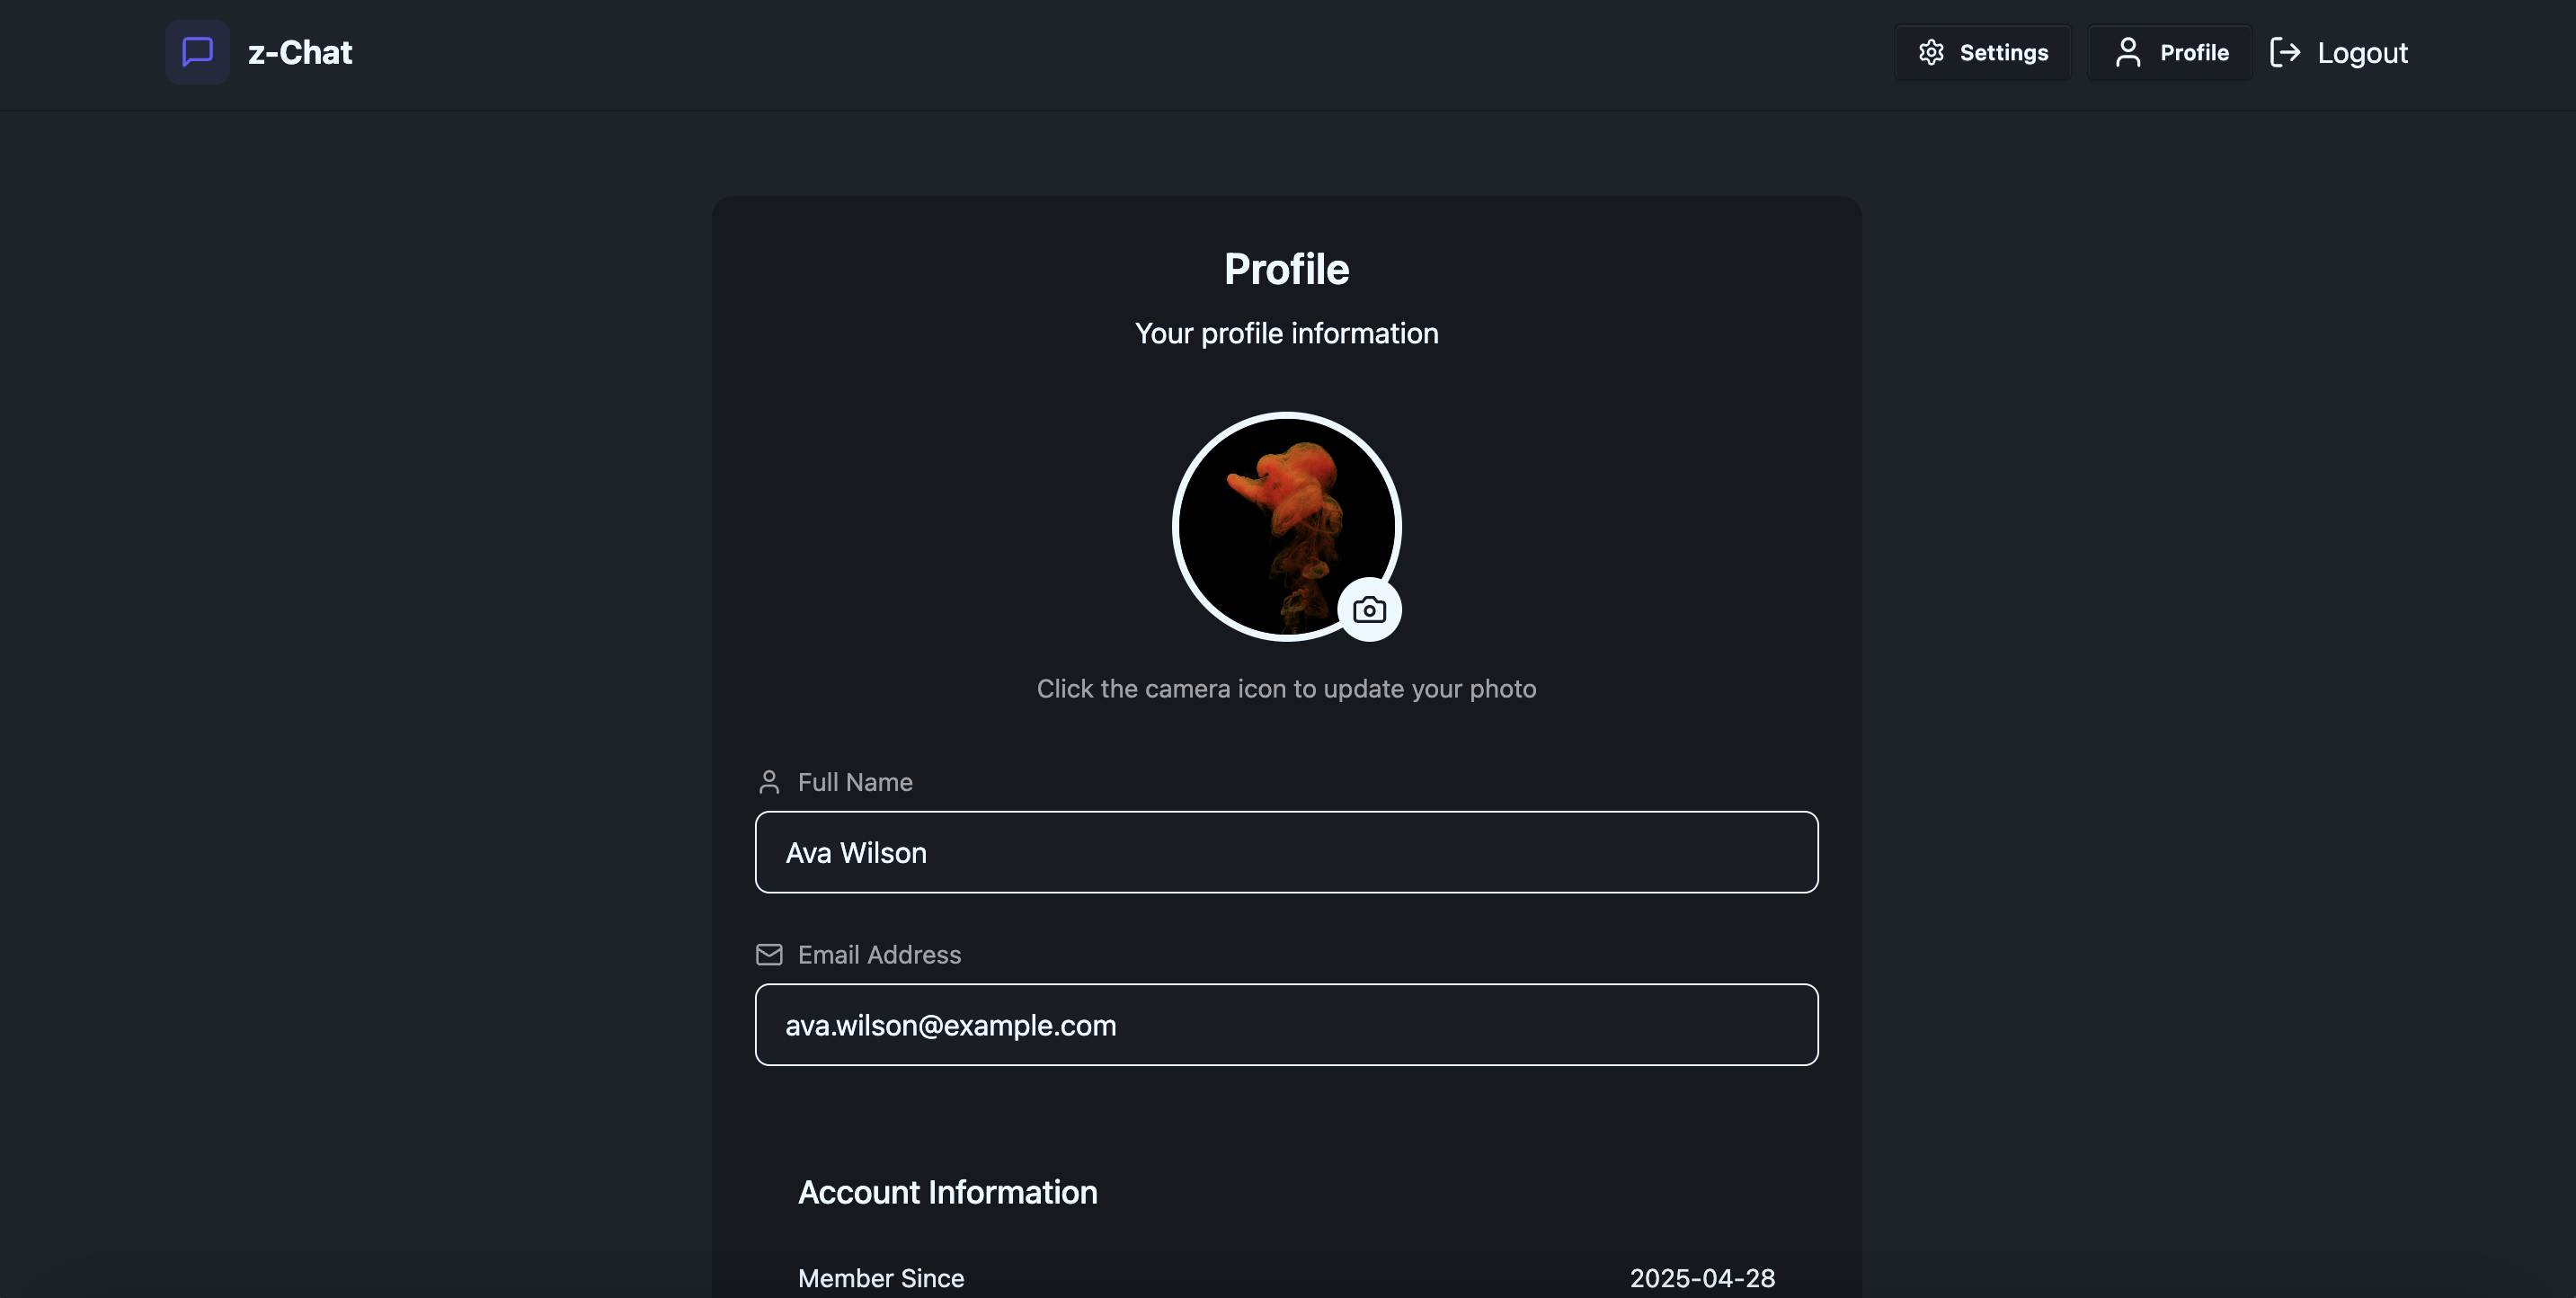 z-Chat
Settings Profile Logout
Profile
Your profile information
Click the camera icon to update your photo
Full Name
Ava Wilson
Email Address
ava.wilson@example.com
Account Information
Member Since 2025-04-28